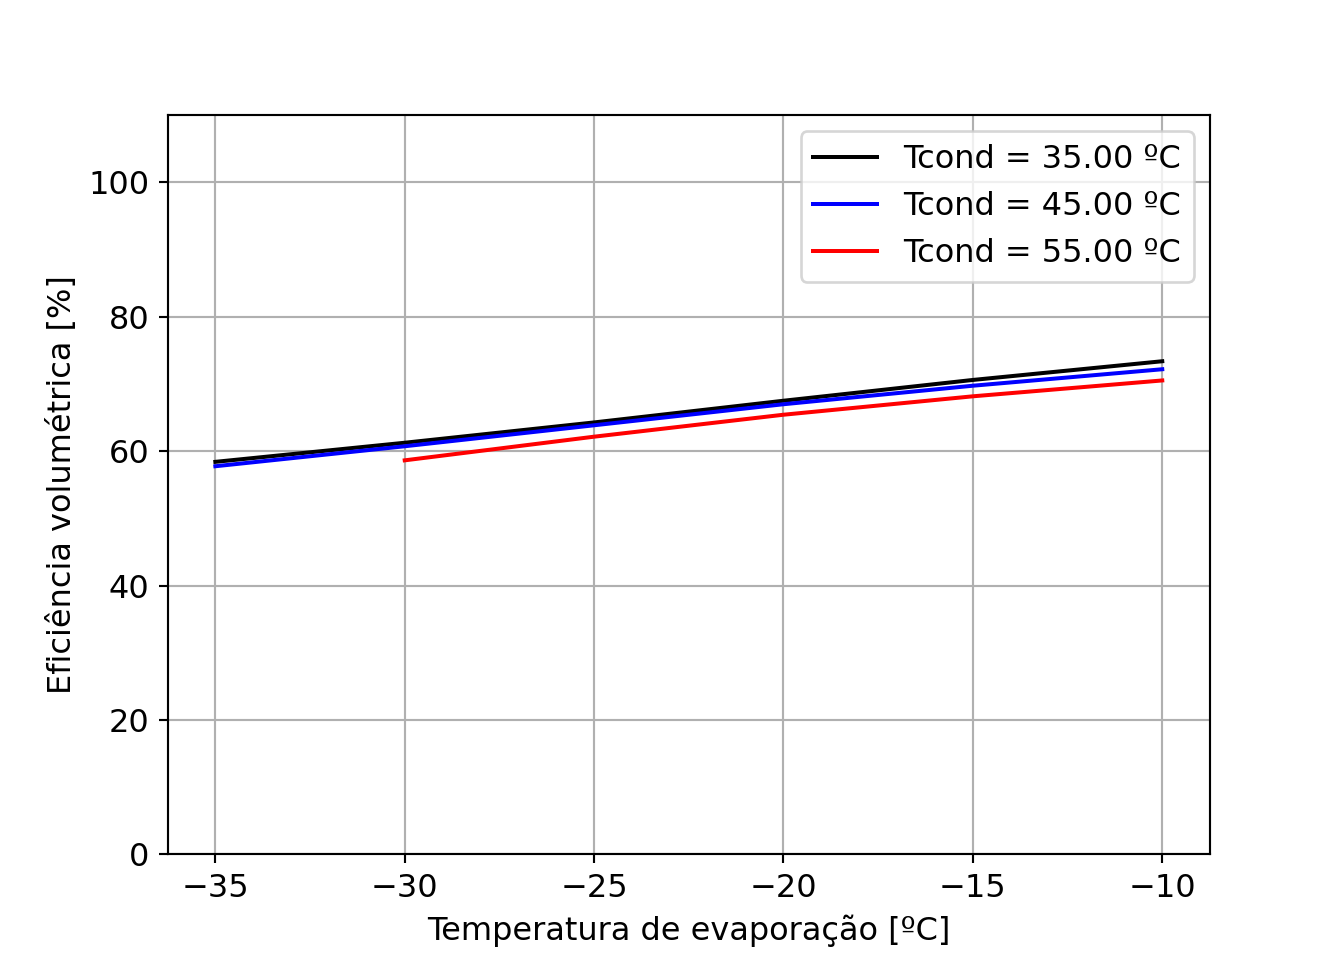 Tcond = 35.00 ºC
Tcond = 45.00 ºC
Tcond = 55.00 ºC
Eficiência volumétrica [%]
100
80
60
40
20
0
−35 −30 −25 −20 −15 −10
Temperatura de evaporação [ºC]